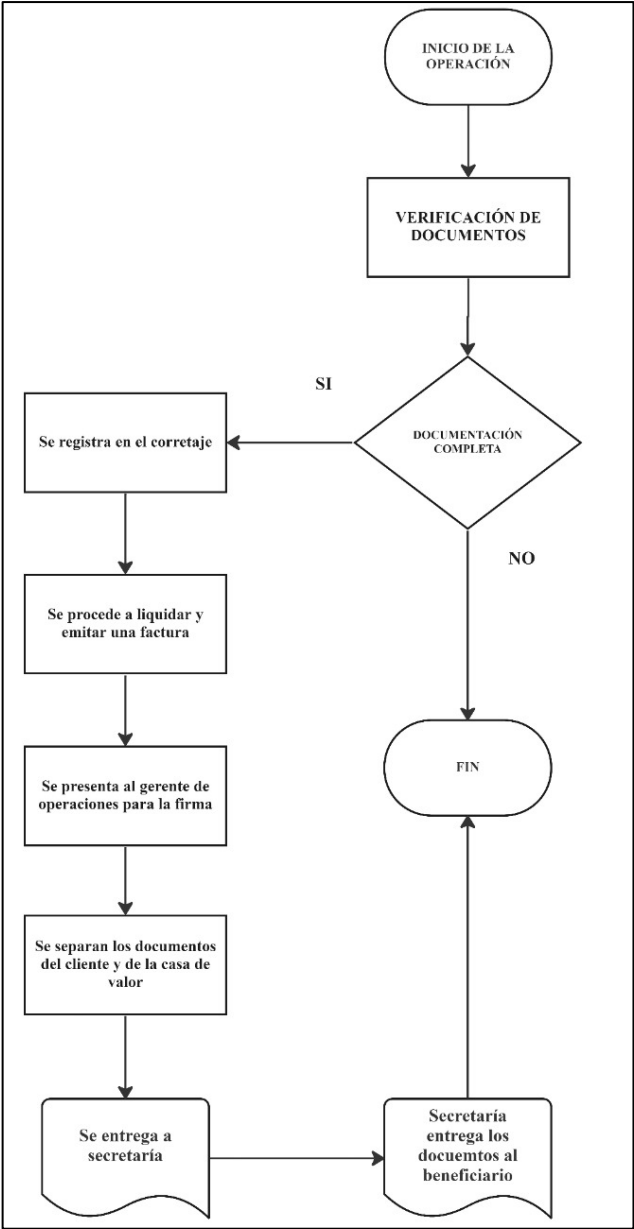 INICIO DE LA
OPERACIÓN
VERIFICACIÓN DE
DOCUMENTOS
DOCUMENTACIÓN
COMPLETA
SI
NO
Se registra en el corretaje
Se procede a liquidar y
emitar una factura
Se presenta al gerente de
operaciones para la firma
Se separan los documentos
del cliente y de la casa de
valor
Se entrega a
secretaría
Secretaría
entrega los
docuemtos al
beneficiario
FIN